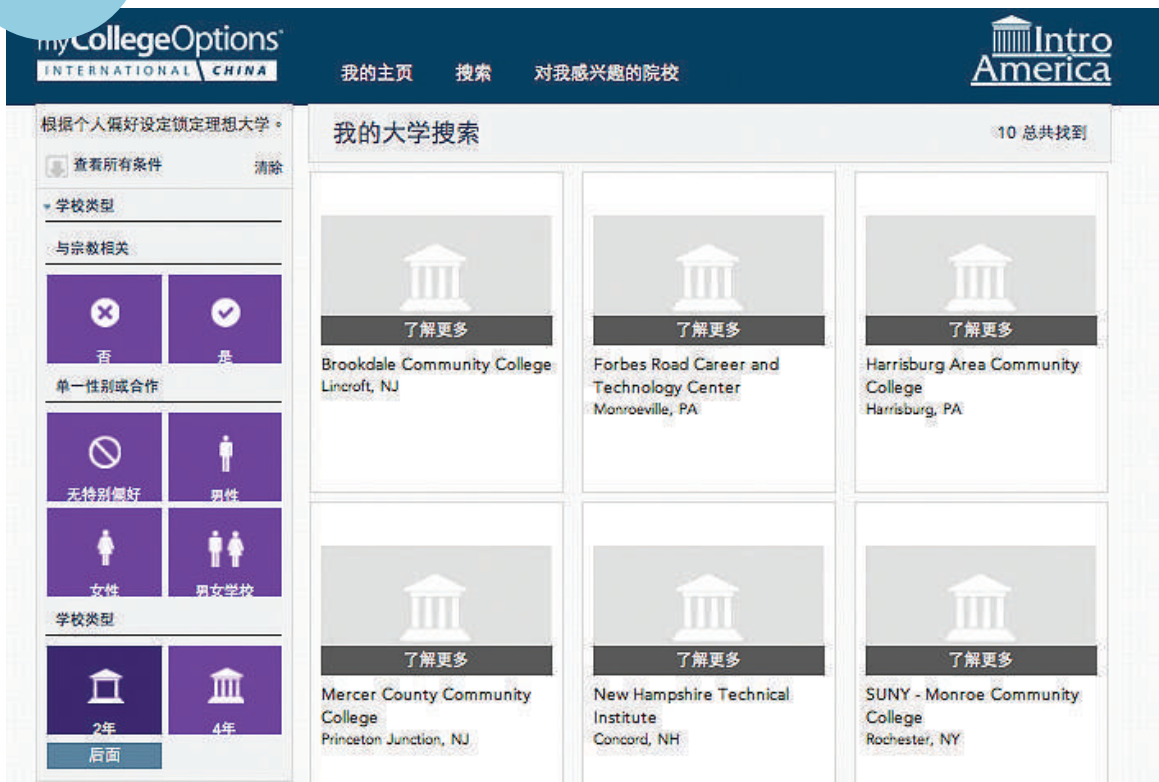 myCollegeOptions
INTERNATIONAL CHINA
我的主页 搜索 对我感兴趣的院校
Intro
America
根据个人偏好设定锁定理想大学。
查看所有条件 清除
学校类型
与宗教相关
否 是
单一性别或合作
无特别偏好 男性
女性 男女学校
学校类型
2年 4年
后面
我的大学搜索 10 总共找到
了解更多
Brookdale Community College
Lincroft, NJ
了解更多
Forbes Road Career and
Technology Center
Monroeville, PA
了解更多
Harrisburg Area Community
College
Harrisburg, PA
了解更多
Mercer County Community
College
Princeton Junction, NJ
了解更多
New Hampshire Technical
Institute
Concord, NH
了解更多
SUNY - Monroe Community
College
Rochester, NY